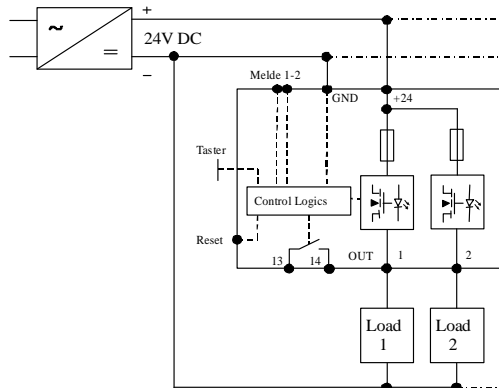 +
~
=
24V DC
−
Melde 1-2
GND
+24
Taster
Control Logics
Reset
13
14
OUT
1
2
Load
1
Load
2